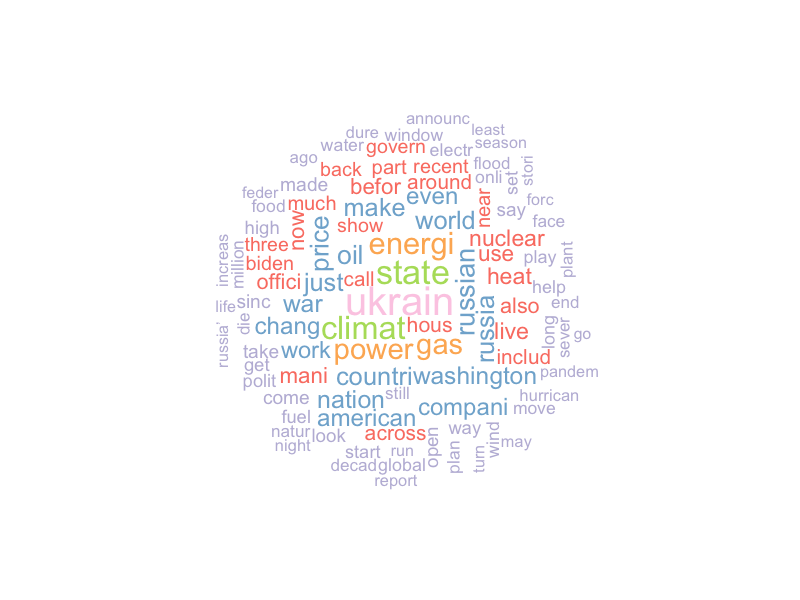 announc
dure window least
water govern electr season
ago back part recent flood stori
feder made befor around onli set forc
food much make even near say face
high now show world
three price oil energi nuclear play plant
increas million biden offici just call state russian use heat help
life sinc war ukrain russia also end
russia’ die chang climat hous live long sever go
take work power gas includ
get mani countri washington pandem
polit come nation still compani hurrican
fuel american way move
natur look across open wind may
night start run plan turn
decad global
report